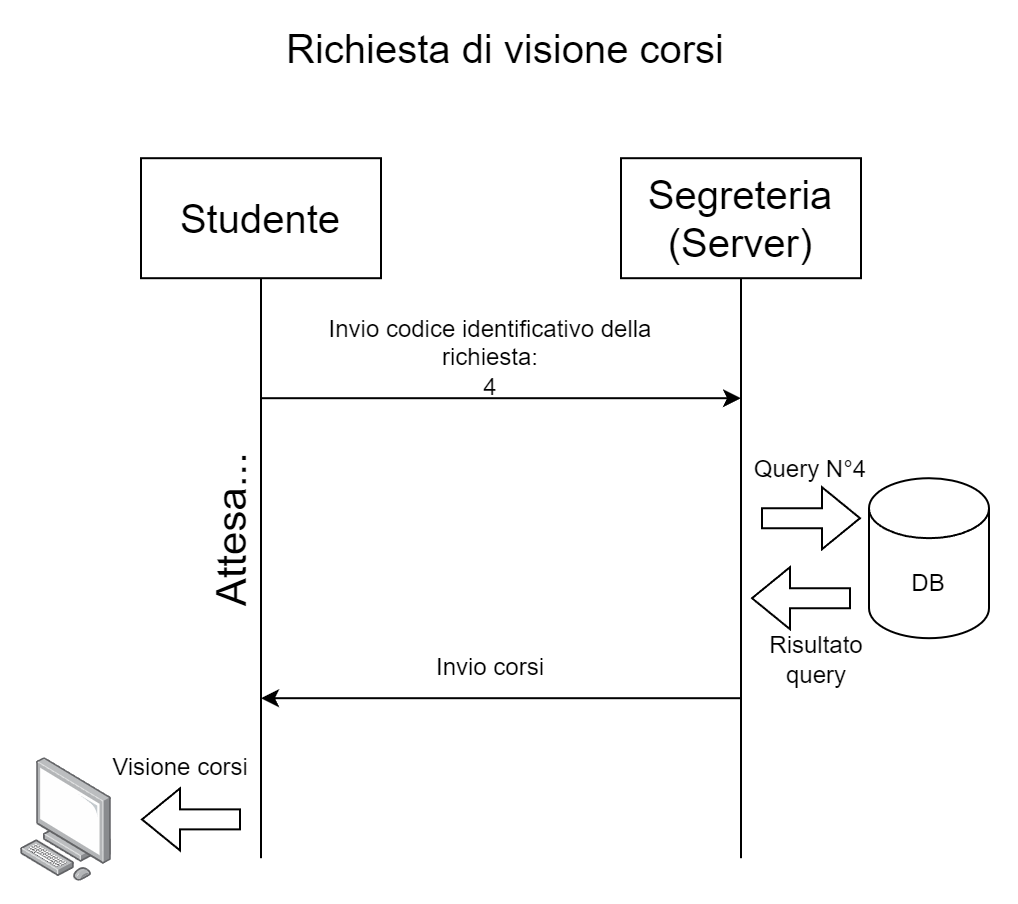 Richiesta di visione corsi
Studente
Segreteria
(Server)
Invio codice identificativo della
richiesta:
4
Attesa...
Query N°4
DB
Risultato
query
Invio corsi
Visione corsi